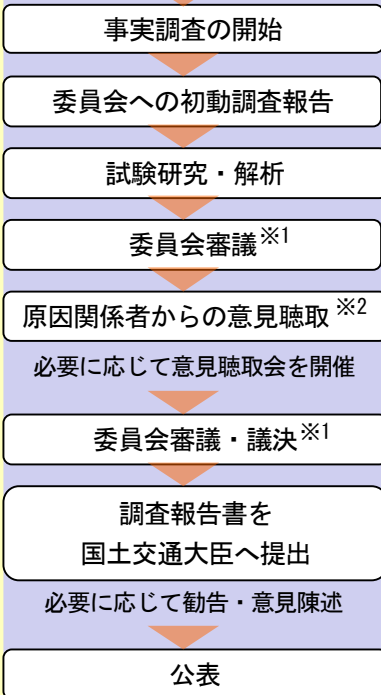 事実調査の開始
委員会への初動調査報告
試験研究・解析
委員会審議※1
原因関係者からの意見聴取※2
必要に応じて意見聴取会を開催
委員会審議・議決※1
調査報告書を
国土交通大臣へ提出
必要に応じて勧告・意見陳述
公表